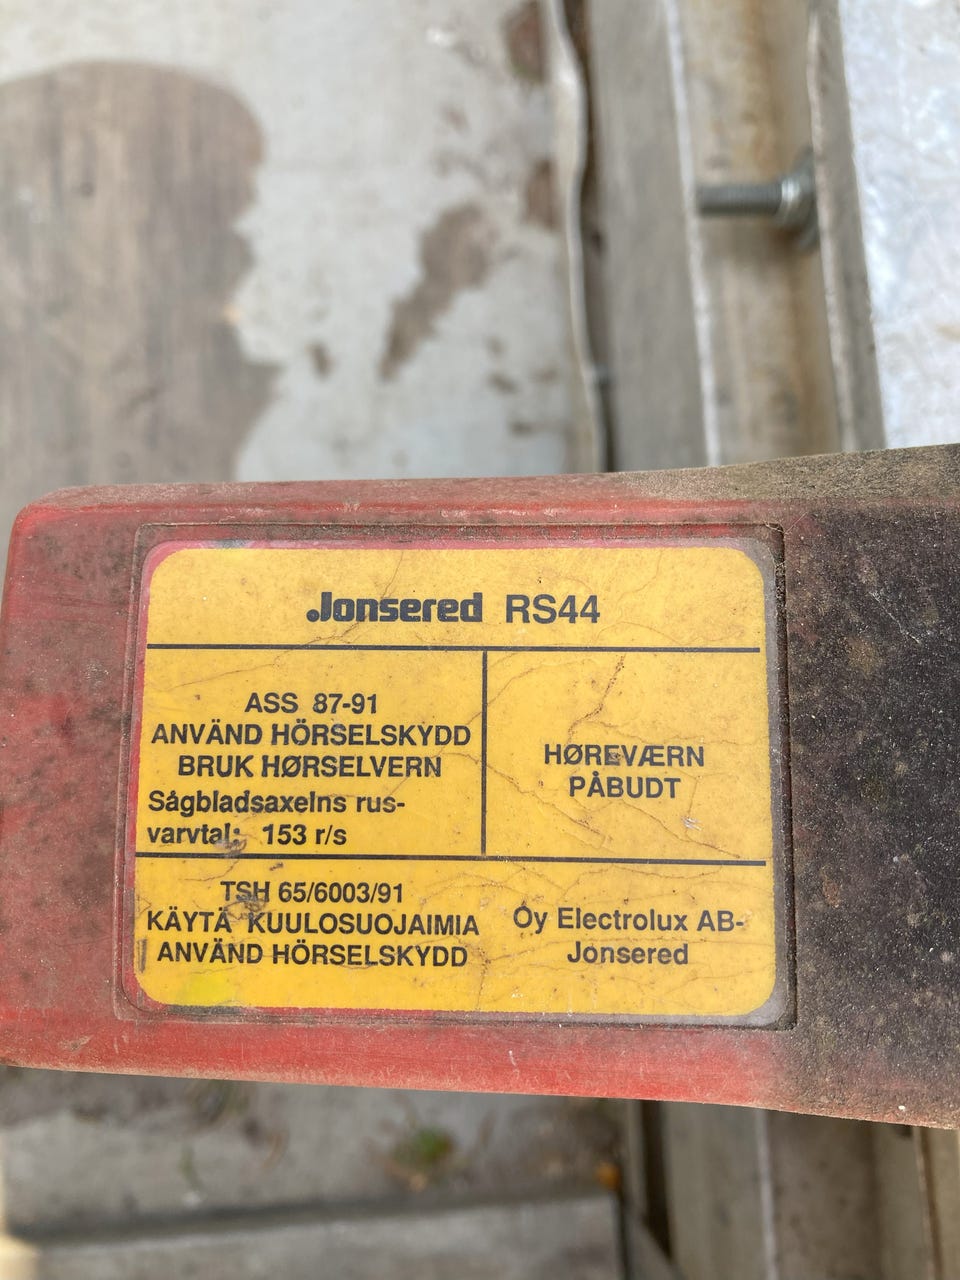 Jonsered RS44
ASS 87-91
ANVÄND HÖRSELSKYDD
BRUK HØRSELVERN
Sågbladsaxelns rus-
varvtal: 153 r/s
HØREVÆRN
PÅBUDT
TSH 65/6003/91
KÄYTÄ KUULOSUOJAIMIA
ANVÄND HÖRSELSKYDD
Oy Electrolux AB-
Jonsered